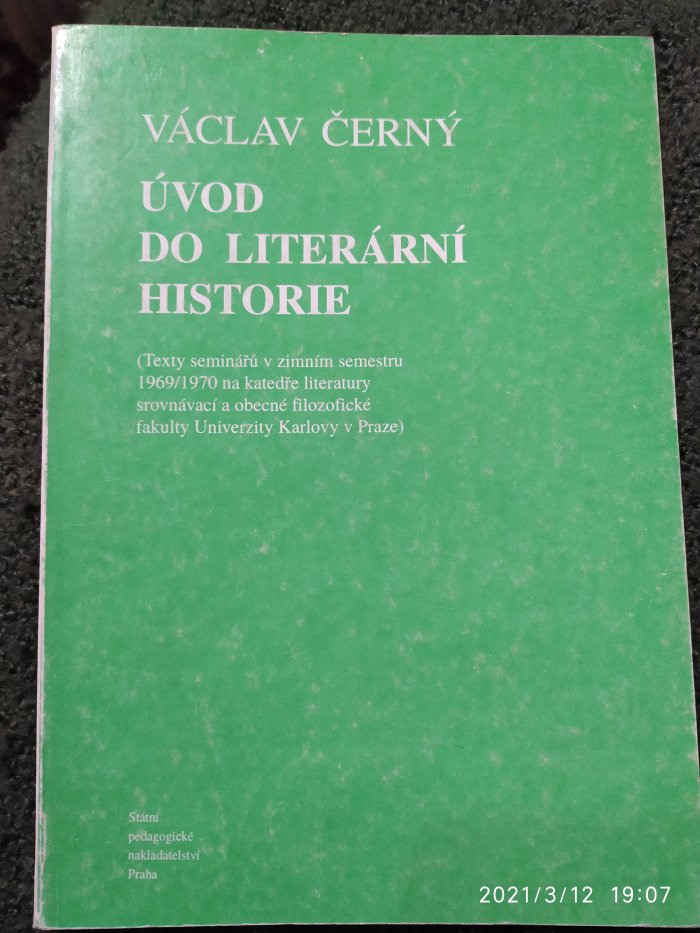 VÁCLAV ČERNÝ
ÚVOD
DO LITERÁRNÍ
HISTORIE
(Texty seminářů v zimním semestru
1969/1970 na katedře literatury
srovnávací a obecné filozofické
fakulty Univerzity Karlovy v Praze)
Státní
pedagogické
nakladatelství
Praha
2021/3/12 19:07